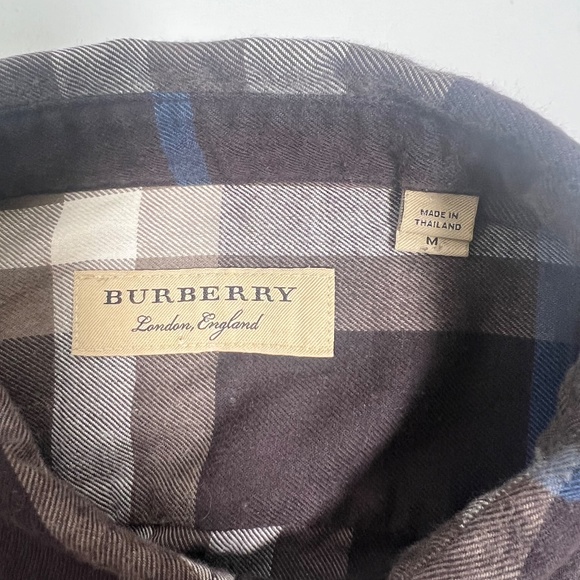 MADE IN
THAILAND
M
BURBERRY
London, England